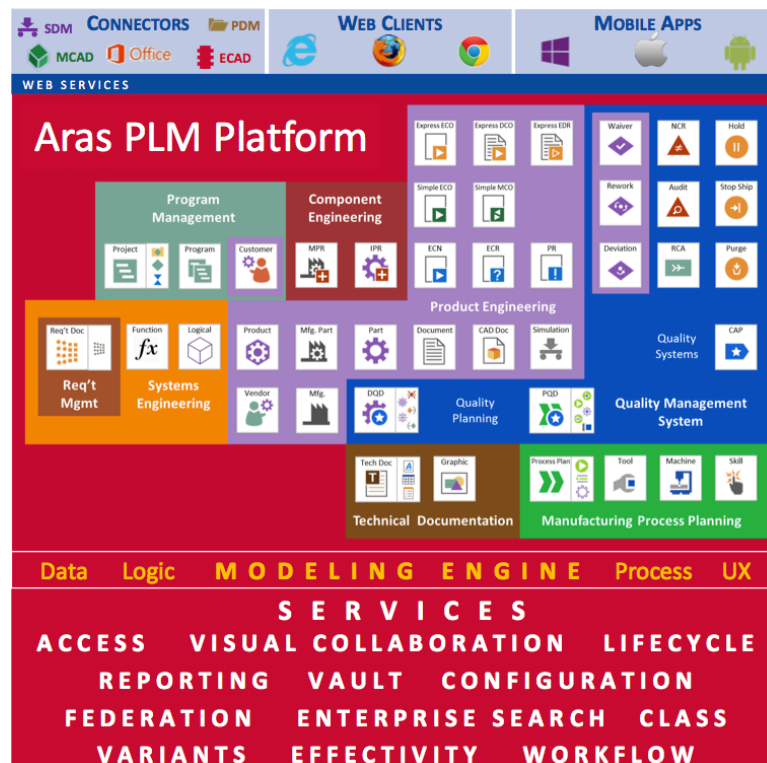 CONNECTORS
SDM
PDM
MCAD
Office
ECAD
WEB CLIENTS
MOBILE APPS
WEB SERVICES
Aras PLM Platform
Express ECO
Express DCO
Express EDR
Waiver
NCR
Hold
Simple ECO
Simple MCO
Rework
Audit
Stop Ship
Program
Management
Component
Engineering
Project
Program
Customer
MPR
IPR
ECN
ECR
PR
Deviation
RCA
Purge
Product Engineering
Req't Doc
Function
fx
Logical
Product
Mfg. Part
Part
Document
CAD Doc
Simulation
Quality
Systems
CAP
Req't
Mgmt
Systems
Engineering
Vendor
Mfg.
DQD
Quality
Planning
PQD
Quality Management
System
Tech Doc
T
A
Graphic
Process Plan
Tool
Machine
Skill
Technical Documentation
Manufacturing Process Planning
Data Logic MODELING ENGINE Process UX
SERVICES
ACCESS VISUAL COLLABORATION LIFECYCLE
REPORTING VAULT CONFIGURATION
FEDERATION ENTERPRISE SEARCH CLASS
VARIANTS EFFECTIVITY WORKFLOW